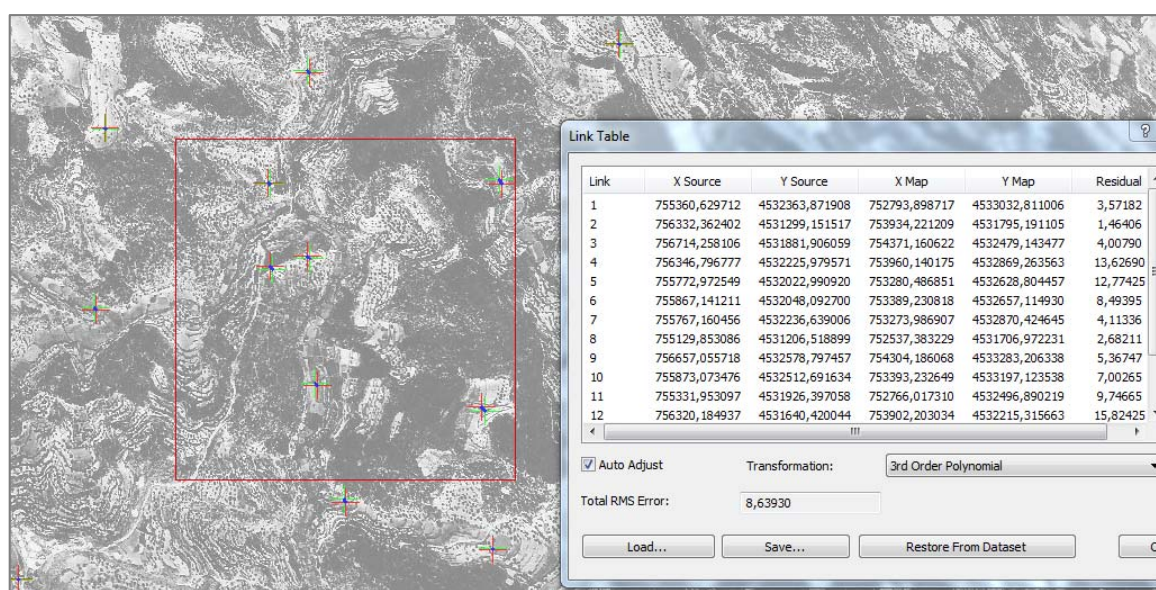 Link Table
?
Link X Source Y Source X Map Y Map Residual
1 755360,629712 4532363,871908 752793,898717 4533032,811006 3,57182
2 756332,362402 4531299,151517 753934,221209 4531795,191105 1,46406
3 756714,258106 4531881,906059 754371,160622 4532479,143477 4,00790
4 756346,796777 4532225,979571 753960,140175 4532869,263563 13,62690
5 755772,972549 4532022,990920 753280,486851 4532628,804457 12,77425
6 755867,141211 4532048,092700 753389,230818 4532657,114930 8,49395
7 755767,160456 4532236,639006 753273,986907 4532870,424645 4,11336
8 755129,853086 4531206,518899 752537,383229 4531706,972231 2,68211
9 756657,055718 4532578,797457 754304,186068 4533283,206338 5,36747
10 755873,073476 4532512,691634 753393,232649 4533197,123538 7,00265
11 755331,953097 4531926,397058 752766,017310 4532496,890219 9,74665
12 756320,184937 4531640,420044 753902,203034 4532215,315663 15,82425
Auto Adjust Transformation: 3rd Order Polynomial
Total RMS Error: 8,63930
Load... Save... Restore From Dataset